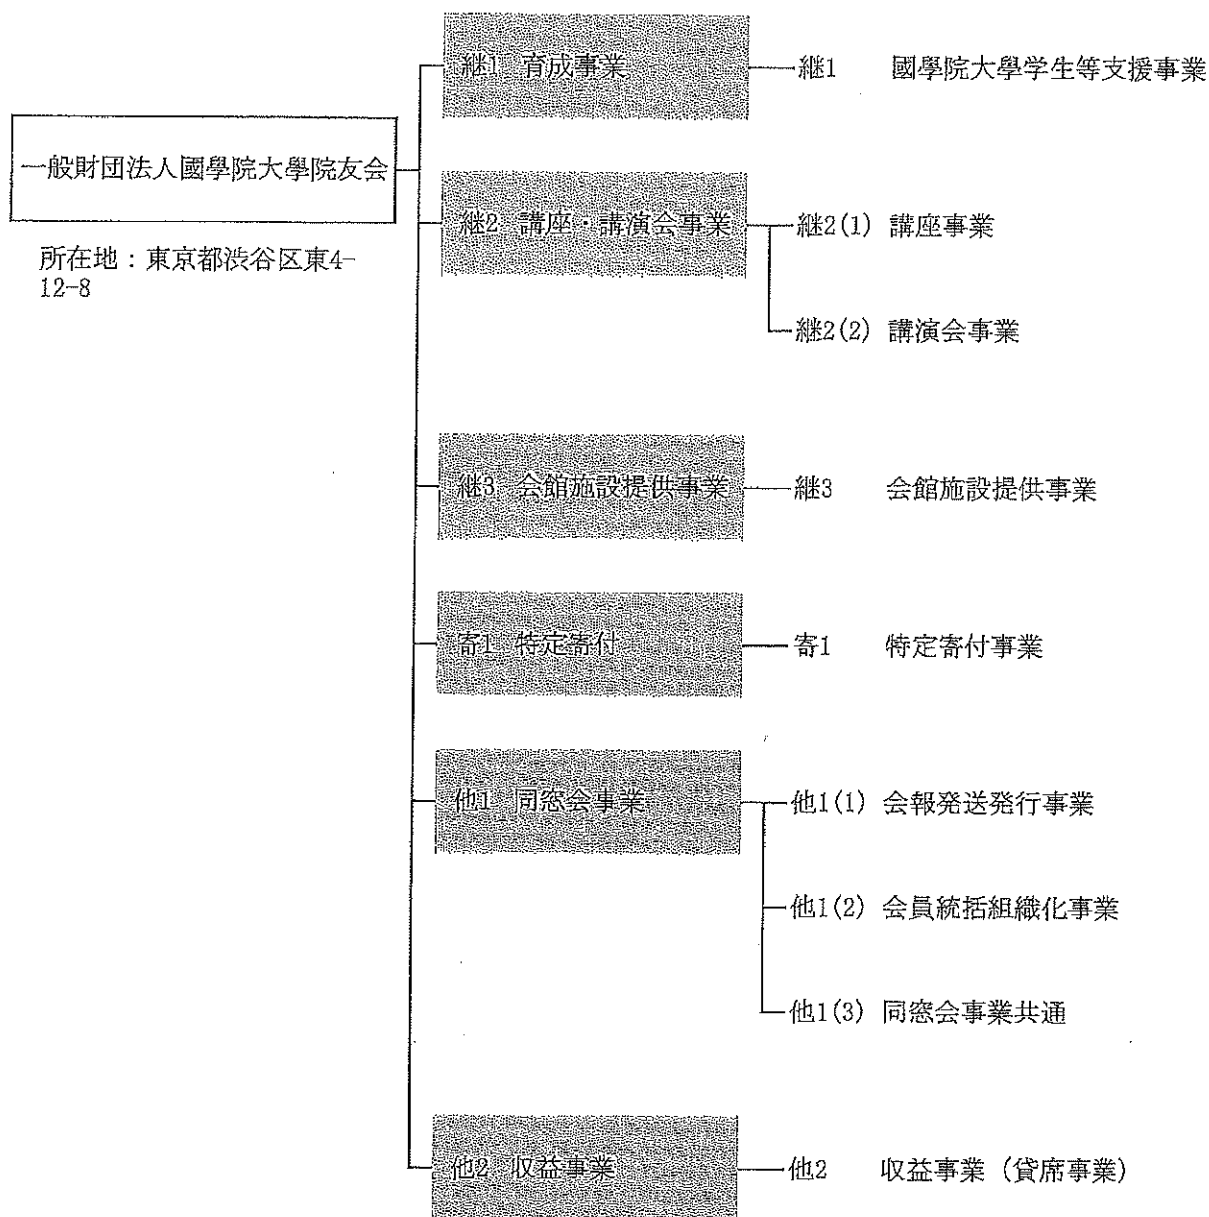 継1 育成事業
継1 國學院大學学生等支援事業
一般財団法人國學院大學院友会
所在地：東京都渋谷区東4-
12-8
継2 講座・講演会事業
継2(1) 講座事業
継2(2) 講演会事業
継3 会館施設提供事業
継3 会館施設提供事業
寄1 特定寄付
寄1 特定寄付事業
他1 同窓会事業
他1(1) 会報発送発行事業
他1(2) 会員統括組織化事業
他1(3) 同窓会事業共通
他2 収益事業
他2 収益事業（貸席事業）